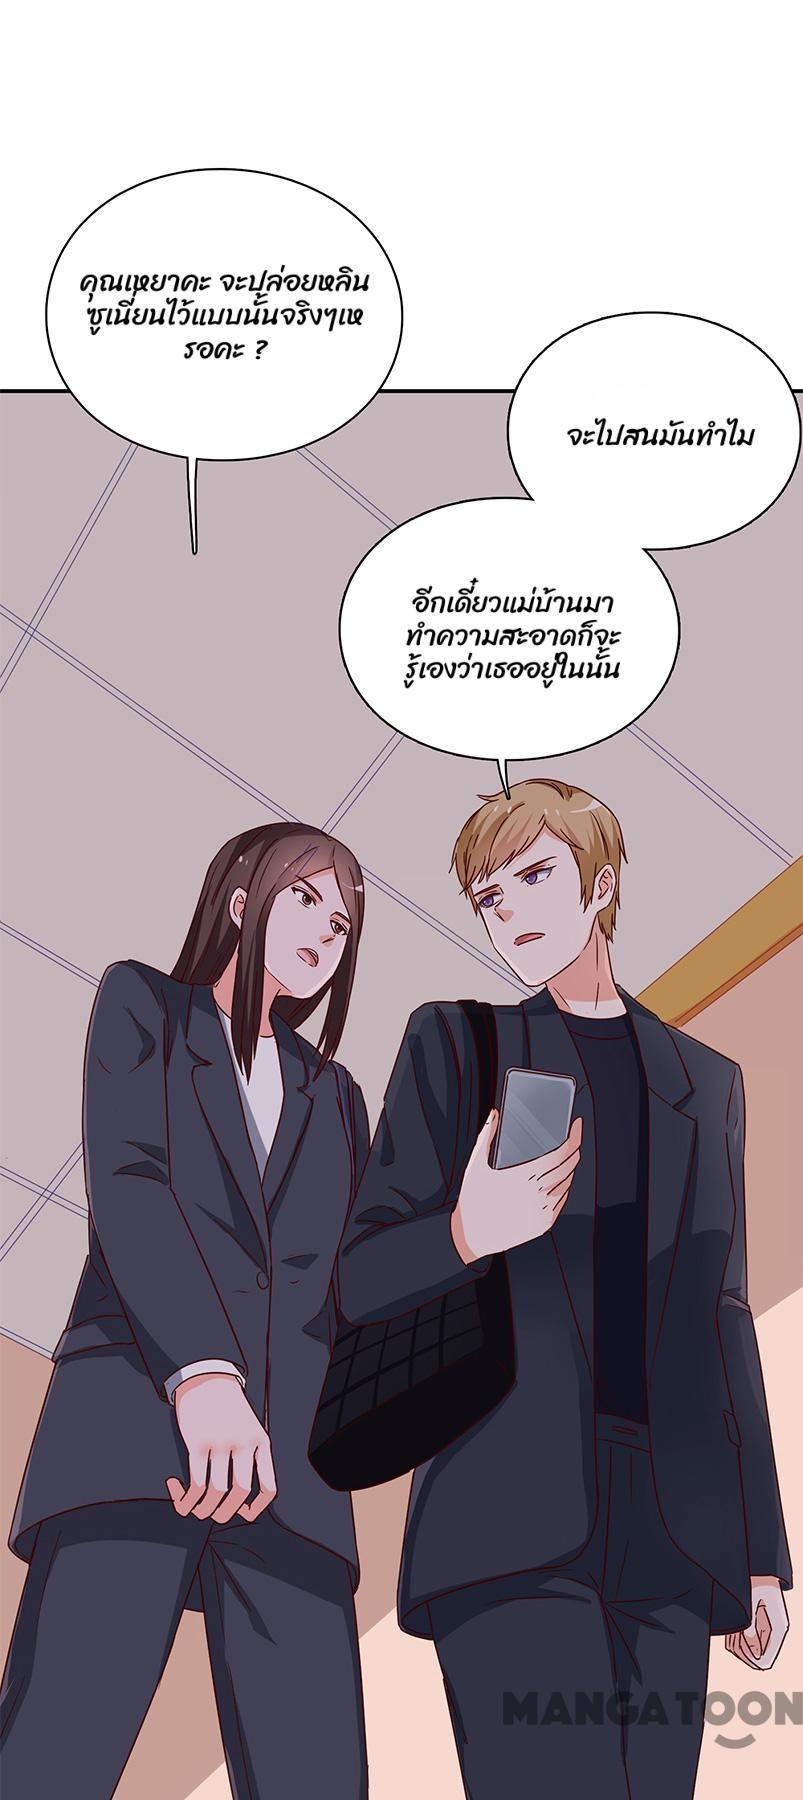 คุณเหยาคะ จะปล่อยหลิน
ซูเนี่ยนไว้แบบนั้นจริงๆเห
รอคะ ?
จะไปสนมันทำไม
อีกเดี๋ยวแม่บ้านมา
ทำความสะอาดก็จะ
รู้เองว่าเธออยู่ในนั้น
MANGATOON